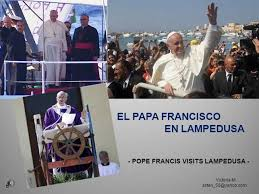 EL PAPA FRANCISCO
EN LAMPEDUSA
- POPE FRANCIS VISITS LAMPEDUSA -